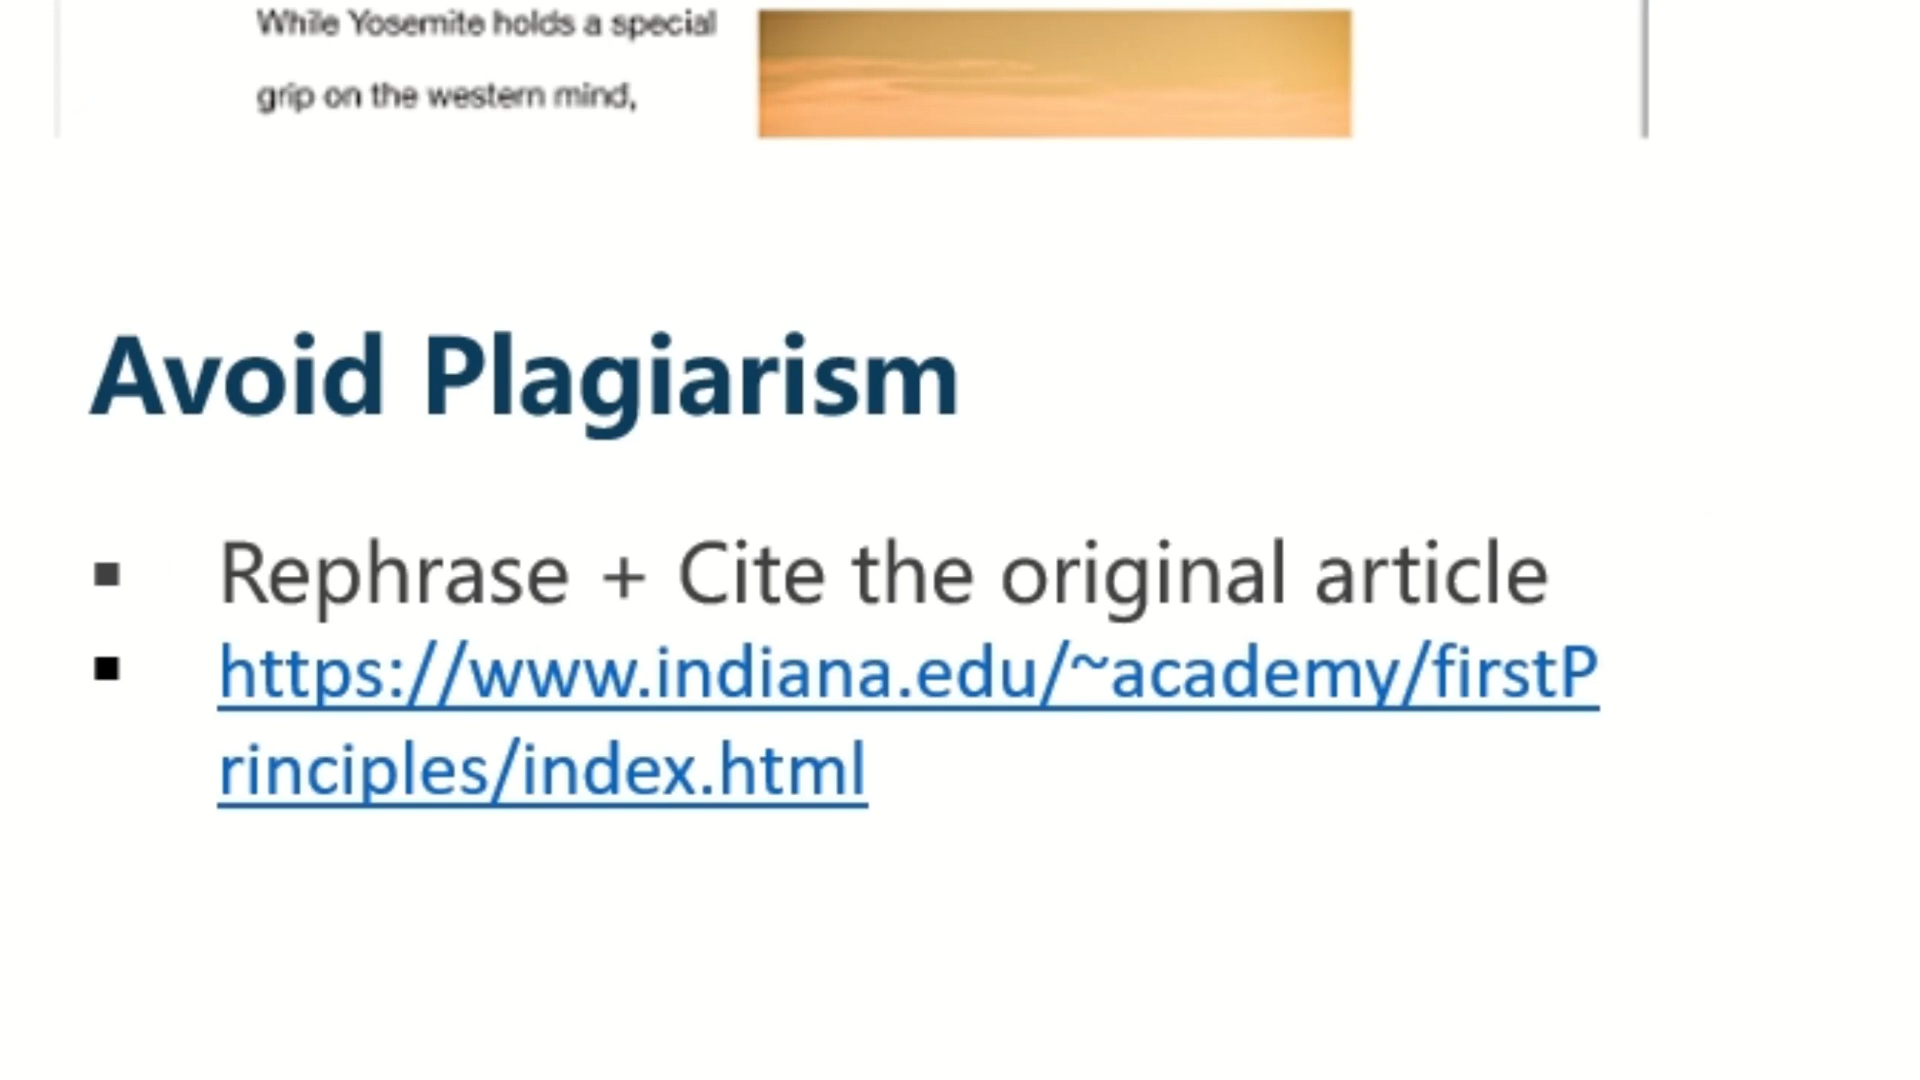 While Yosemite holds a special
grip on the western mind,
Avoid Plagiarism
▪ Rephrase + Cite the original article
▪ https://www.indiana.edu/~academy/firstP
rinciples/index.html